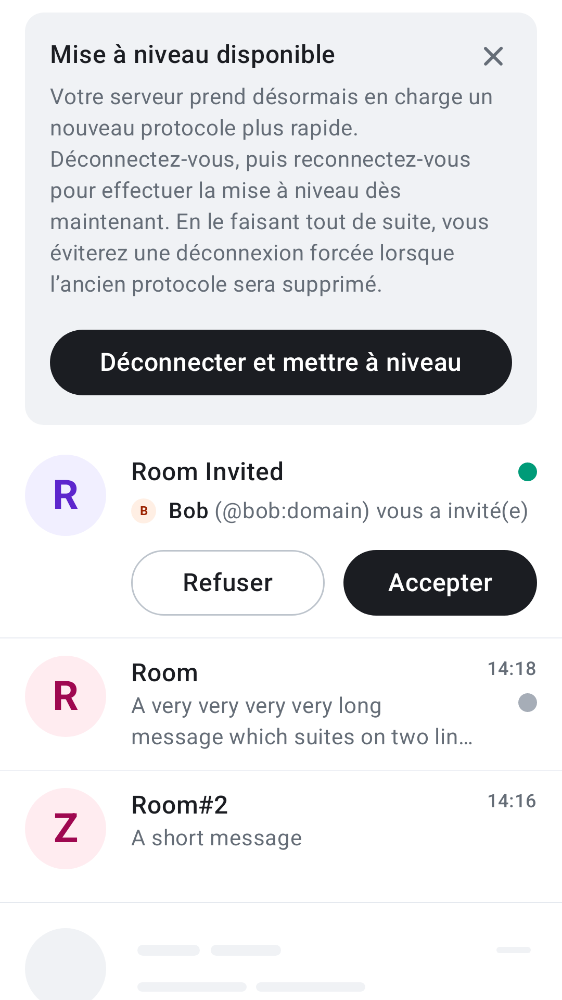 Mise à niveau disponible
Votre serveur prend désormais en charge un
nouveau protocole plus rapide.
Déconnectez-vous, puis reconnectez-vous
pour effectuer la mise à niveau dès
maintenant. En le faisant tout de suite, vous
éviterez une déconnexion forcée lorsque
l’ancien protocole sera supprimé.
Déconnecter et mettre à niveau
R
Room Invited
B Bob (@bob:domain) vous a invité(e)
Refuser Accepter
R
Room 14:18
A very very very very long
message which suites on two lin…
Z
Room#2 14:16
A short message